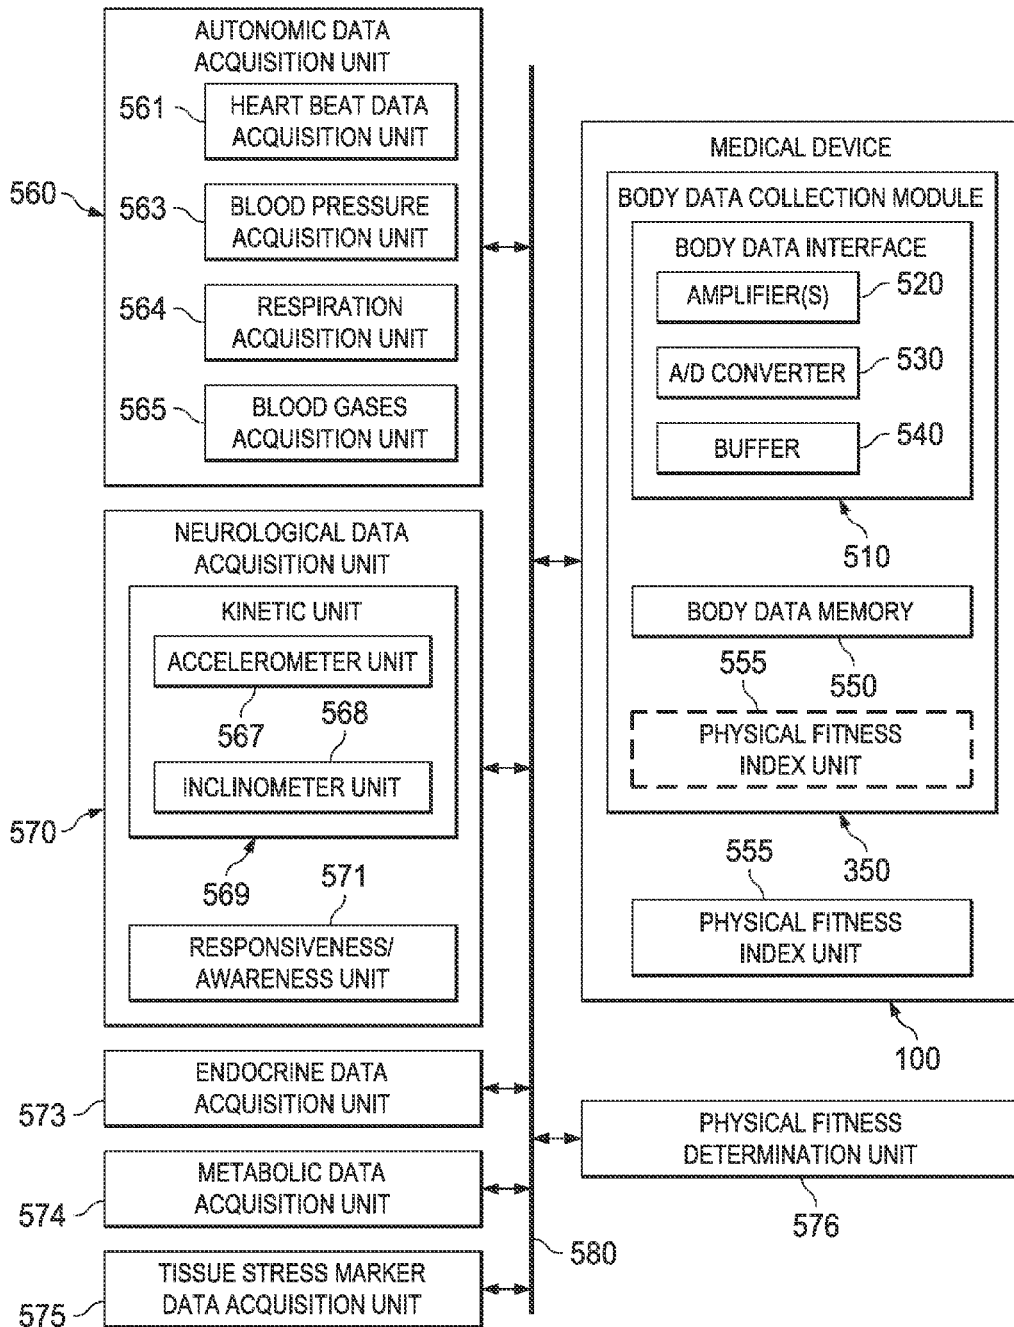 AUTONOMIC DATA
ACQUISITION UNIT
561
HEART BEAT DATA
ACQUISITION UNIT
560
563
BLOOD PRESSURE
ACQUISITION UNIT
564
RESPIRATION
ACQUISITION UNIT
565
BLOOD GASES
ACQUISITION UNIT
NEUROLOGICAL DATA
ACQUISITION UNIT
KINETIC UNIT
ACCELEROMETER UNIT
567
568
INCLINOMETER UNIT
570
569
571
RESPONSIVENESS/
AWARENESS UNIT
573
ENDOCRINE DATA
ACQUISITION UNIT
574
METABOLIC DATA
ACQUISITION UNIT
575
TISSUE STRESS MARKER
DATA ACQUISITION UNIT
580
MEDICAL DEVICE
BODY DATA COLLECTION MODULE
BODY DATA INTERFACE
AMPLIFIER(S)
520
A/D CONVERTER
530
BUFFER
540
510
BODY DATA MEMORY
555
550
PHYSICAL FITNESS
INDEX UNIT
555
350
PHYSICAL FITNESS
INDEX UNIT
100
PHYSICAL FITNESS
DETERMINATION UNIT
576